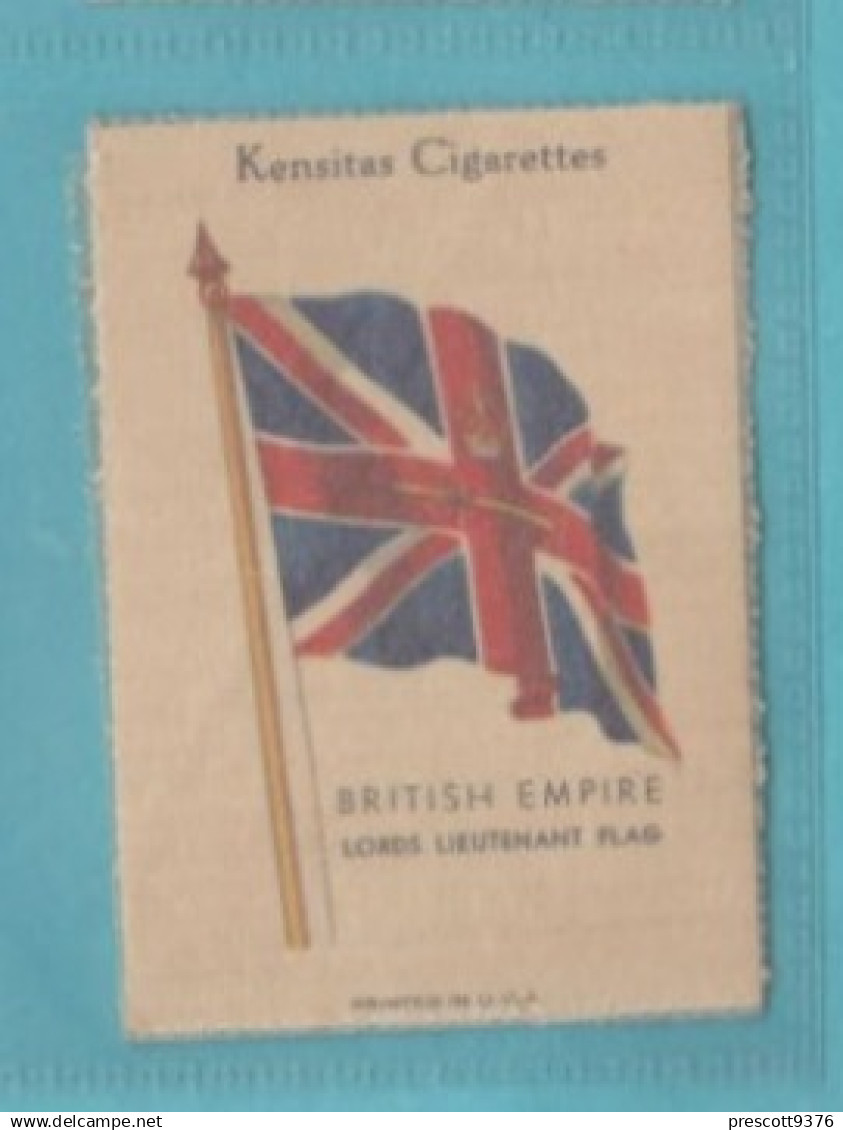 Kensitas Cigarettes
BRITISH EMPIRE
LORDS LIEUTENANT FLAG
PRINTED IN U.S.A.
www.delcampe.net
prescott9376